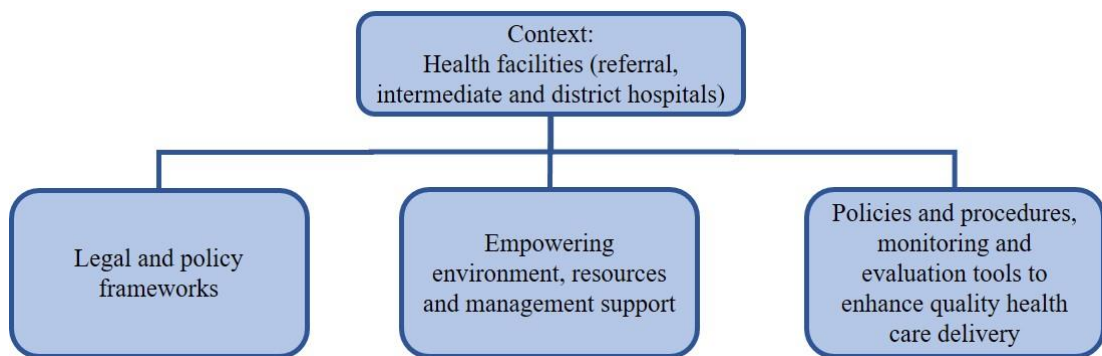 Context:
Health facilities (referral,
intermediate and district hospitals)
Legal and policy
frameworks
Empowering
environment, resources
and management support
Policies and procedures,
monitoring and
evaluation tools to
enhance quality health
care delivery